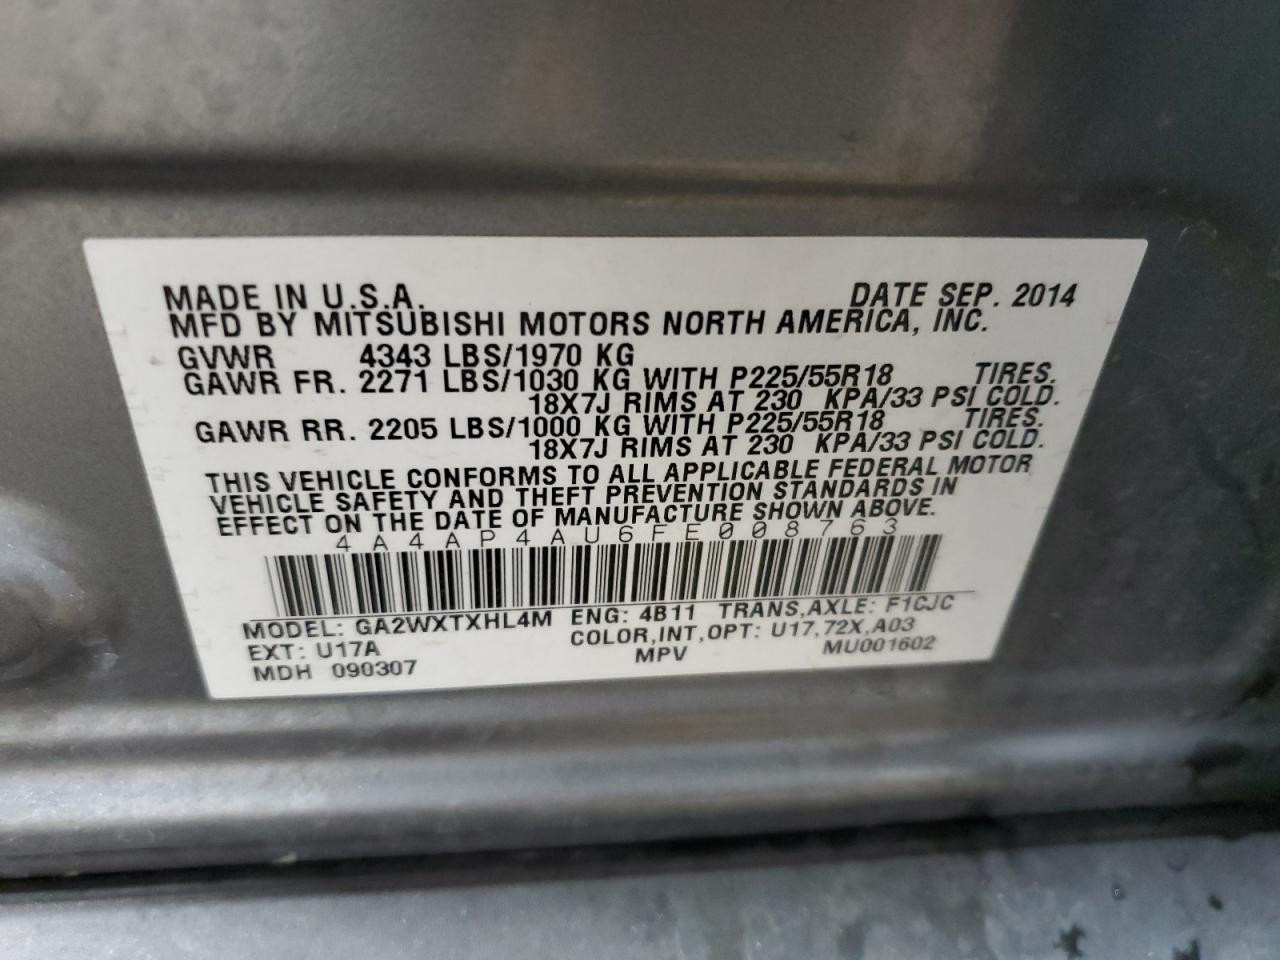 MADE IN U.S.A. DATE SEP. 2014
MFD BY MITSUBISHI MOTORS NORTH AMERICA, INC.
GVWR 4343 LBS/1970 KG
GAWR FR. 2271 LBS/1030 KG WITH P225/55R18 TIRES.
18X7J RIMS AT 230 KPA/33 PSI COLD.
GAWR RR. 2205 LBS/1000 KG WITH P225/55R18 TIRES.
18X7J RIMS AT 230 KPA/33 PSI COLD.
THIS VEHICLE CONFORMS TO ALL APPLICABLE FEDERAL MOTOR
VEHICLE SAFETY AND THEFT PREVENTION STANDARDS IN
EFFECT ON THE DATE OF MANUFACTURE SHOWN ABOVE.
4A4AP4AU6FE008763
MODEL: GA2WXTXHL4M ENG: 4B11 TRANS,AXLE: F1CJC
EXT: U17A COLOR,INT,OPT: U17,72X,A03
MDH 090307 MPV MU001602